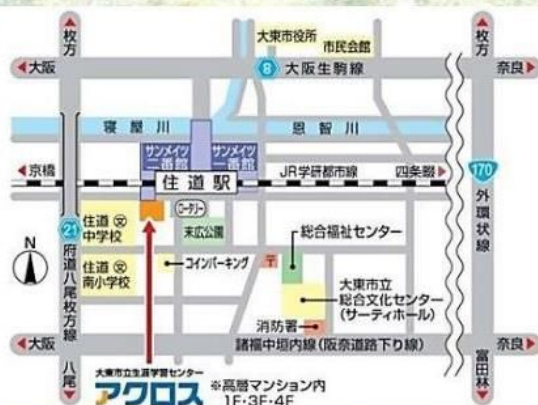 枚方
枚方
大東市役所
市民会館
大阪
8
大阪生駒線
奈良
寝屋川
恩智川
サンメイツ
二番館
サンメイツ
一番館
京橋
JR学研都市線
四条畷
住道駅
170
外環状線
住道 文
中学校
ロータリー
末広公園
総合福祉センター
21
府道八尾枚方線
N
住道 文
南小学校
コインパーキング
〒
大東市立
総合文化センター
(サーティホール)
消防署
大阪
諸福中垣内線(阪奈道路下り線)
奈良
八尾
富田林
大東市立生涯学習センター
アクロス
※高層マンション内
1F・3F・4F